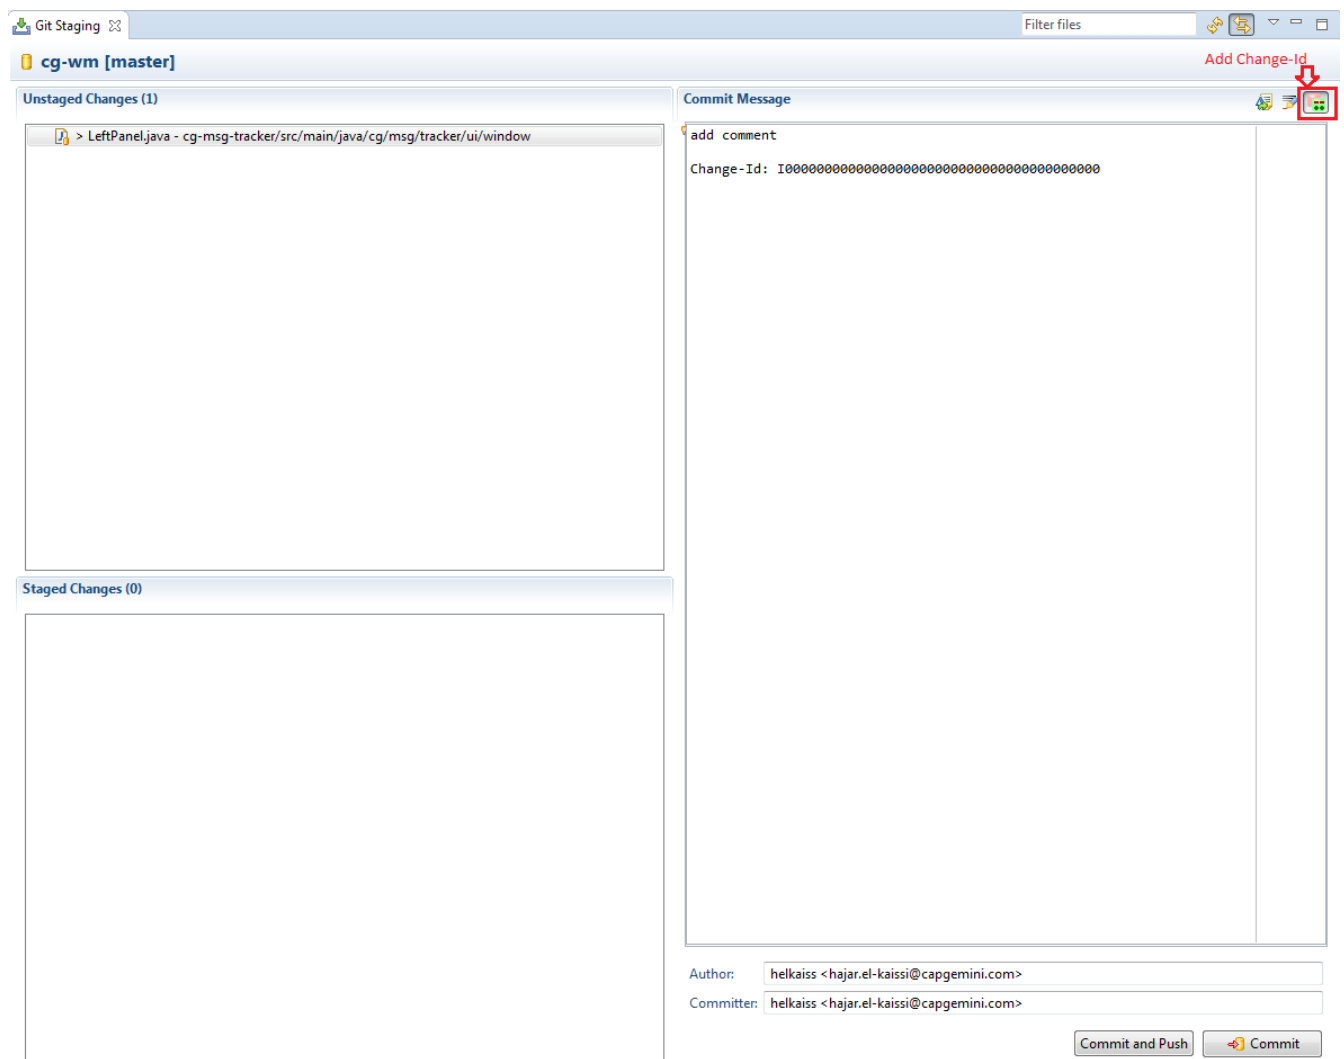 Git Staging
Filter files
cg-wm [master]
Add Change-Id
Unstaged Changes (1)
Commit Message
> LeftPanel.java - cg-msg-tracker/src/main/java/cg/msg/tracker/ui/window
add comment
Change-Id: I0000000000000000000000000000000000000000
Staged Changes (0)
Author: helkaiss <hajar.el-kaissi@capgemini.com>
Committer: helkaiss <hajar.el-kaissi@capgemini.com>
Commit and Push
Commit